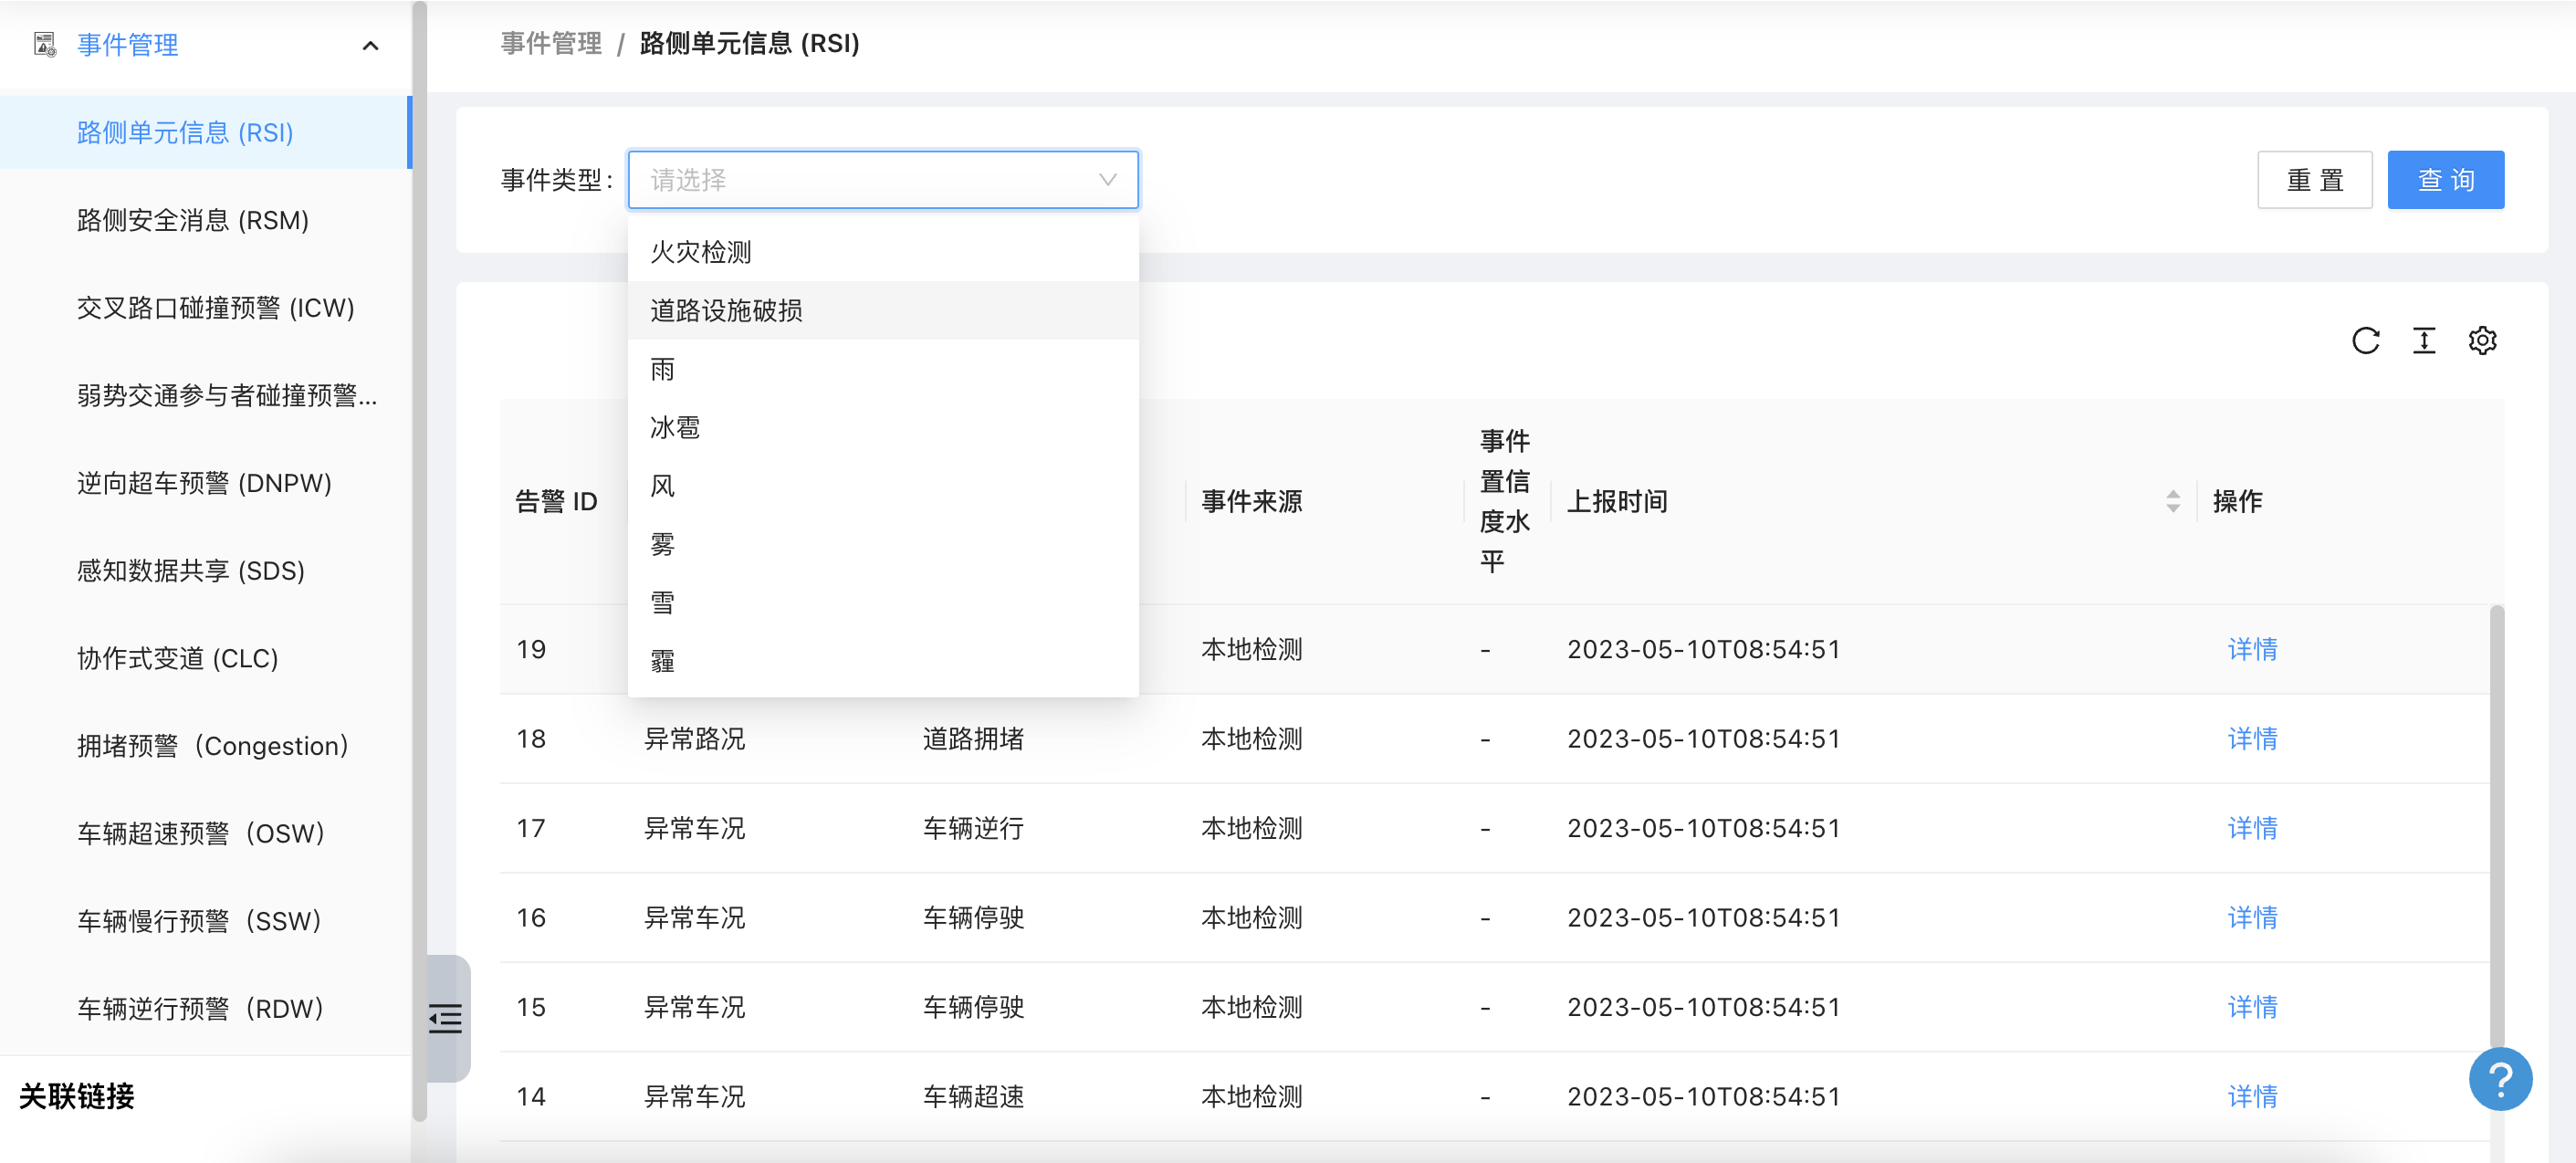 事件管理
路侧单元信息 (RSI)
路侧安全消息 (RSM)
交叉路口碰撞预警 (ICW)
弱势交通参与者碰撞预警...
逆向超车预警 (DNPW)
感知数据共享 (SDS)
协作式变道 (CLC)
拥堵预警（Congestion）
车辆超速预警（OSW）
车辆慢行预警（SSW）
车辆逆行预警（RDW）
关联链接
事件管理 / 路侧单元信息 (RSI)
事件类型: 请选择 重 置 查 询
火灾检测
道路设施破损
雨
冰雹
风
雾
雪
霾
告警 ID 事件来源 事件置信度水平 上报时间 操作
19 本地检测 - 2023-05-10T08:54:51 详情
18 异常路况 道路拥堵 本地检测 - 2023-05-10T08:54:51 详情
17 异常车况 车辆逆行 本地检测 - 2023-05-10T08:54:51 详情
16 异常车况 车辆停驶 本地检测 - 2023-05-10T08:54:51 详情
15 异常车况 车辆停驶 本地检测 - 2023-05-10T08:54:51 详情
14 异常车况 车辆超速 本地检测 - 2023-05-10T08:54:51 详情